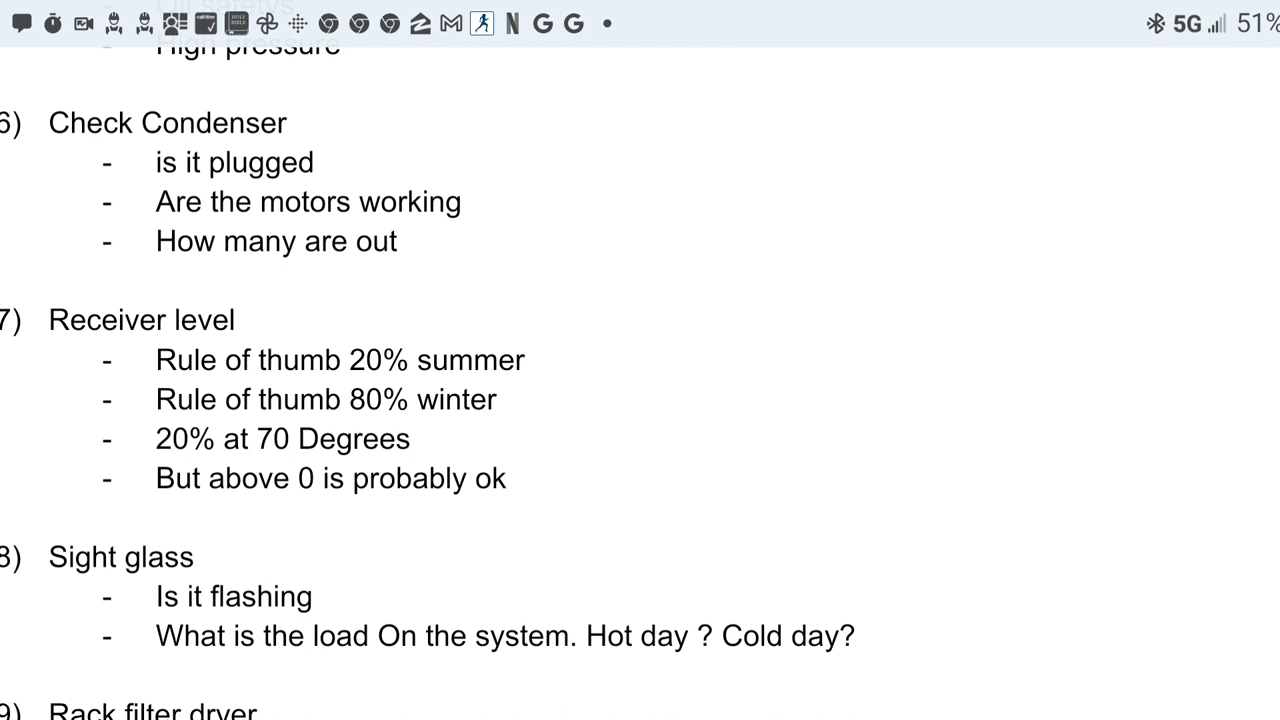 5G 51%
High pressure
6) Check Condenser
- is it plugged
- Are the motors working
- How many are out
7) Receiver level
- Rule of thumb 20% summer
- Rule of thumb 80% winter
- 20% at 70 Degrees
- But above 0 is probably ok
8) Sight glass
- Is it flashing
- What is the load On the system. Hot day ? Cold day?
9) Rack filter dryer